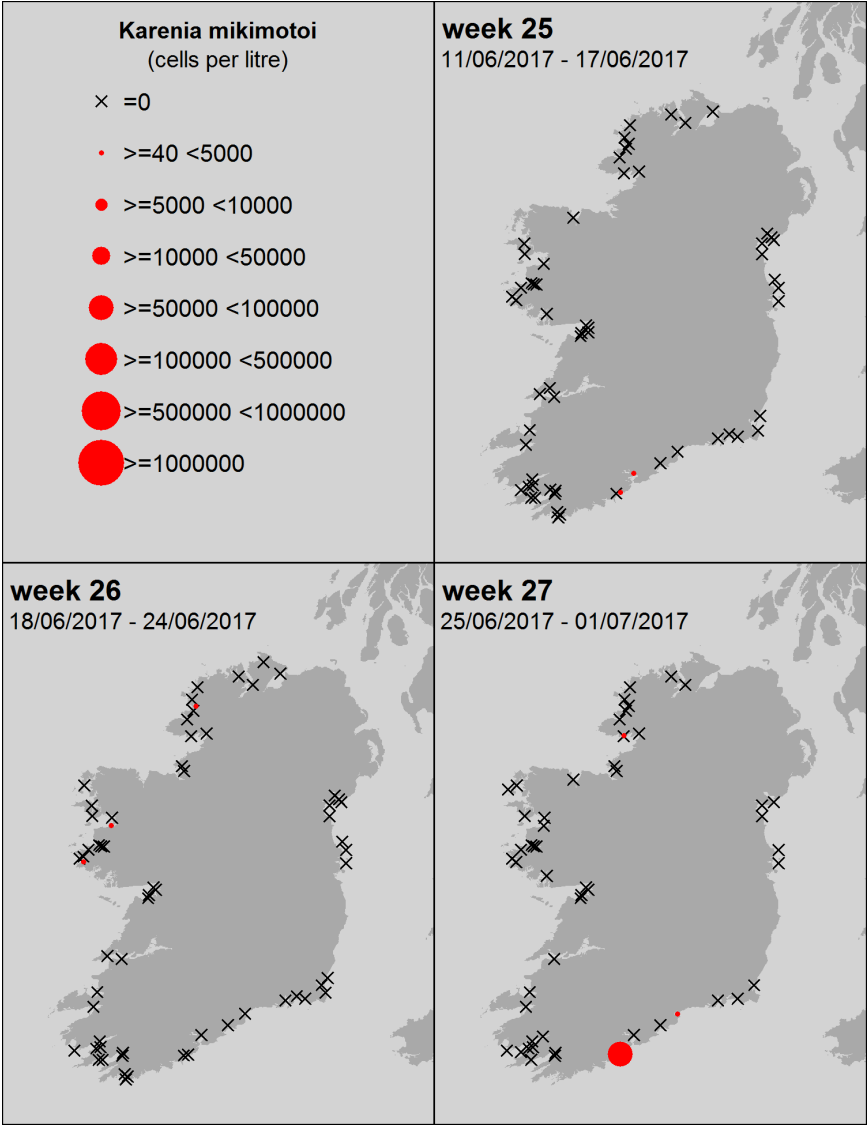 Karenia mikimotoi
(cells per litre)
=0
>=40 <5000
>=5000 <10000
>=10000 <50000
>=50000 <100000
>=100000 <500000
>=500000 <1000000
>=1000000
week 25
11/06/2017 - 17/06/2017
week 26
18/06/2017 - 24/06/2017
week 27
25/06/2017 - 01/07/2017